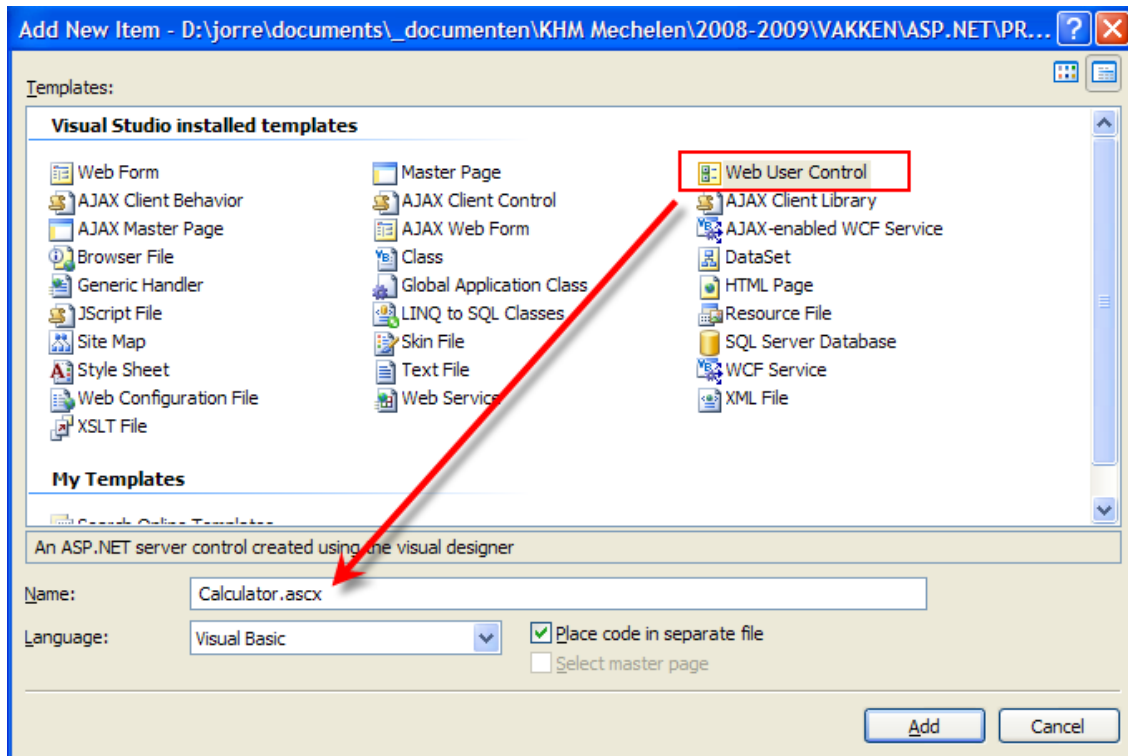 Add New Item - D:\jorre\documents\_documenten\KHM Mechelen\2008-2009\VAKKEN\ASP.NET\PR...
Templates:
Visual Studio installed templates
Web Form
Master Page
Web User Control
AJAX Client Behavior
AJAX Client Control
AJAX Client Library
AJAX Master Page
AJAX Web Form
AJAX-enabled WCF Service
Browser File
Class
DataSet
Generic Handler
Global Application Class
HTML Page
JScript File
LINQ to SQL Classes
Resource File
Site Map
Skin File
SQL Server Database
Style Sheet
Text File
WCF Service
Web Configuration File
Web Service
XML File
XSLT File
My Templates
Search Online Templates
An ASP.NET server control created using the visual designer
Name: Calculator.ascx
Language: Visual Basic
Place code in separate file
Select master page
Add Cancel